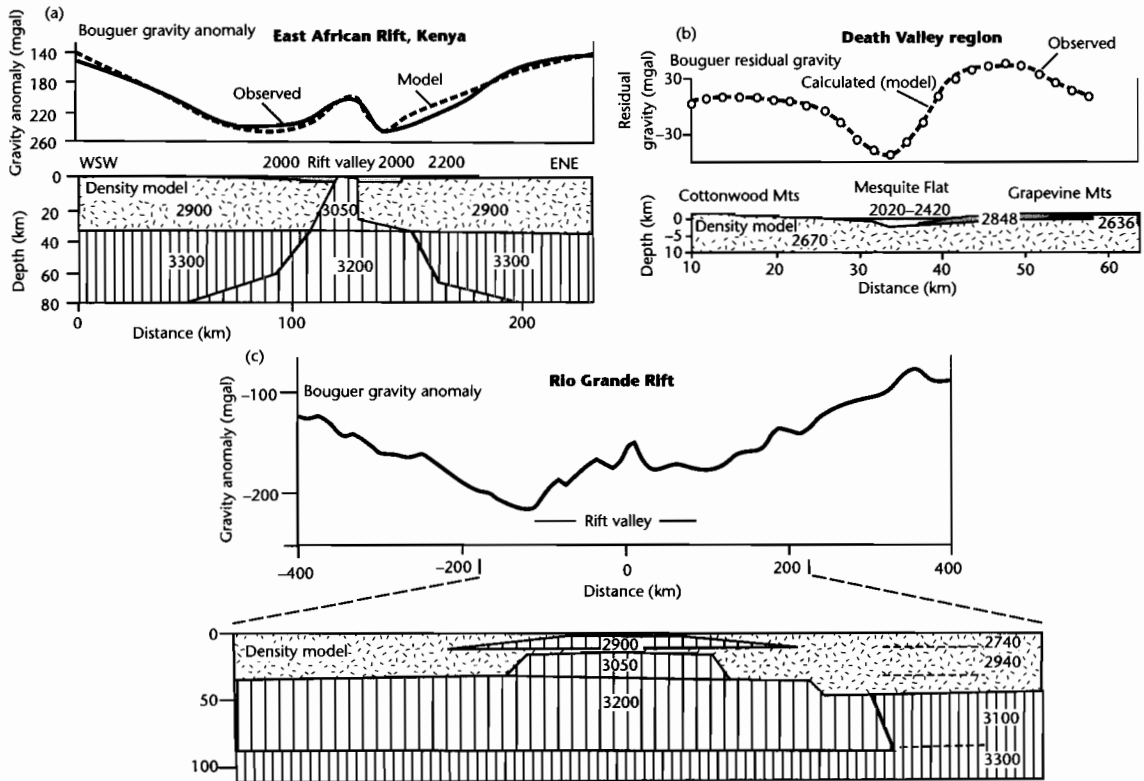 (a)
Bouguer gravity anomaly
East African Rift, Kenya
Gravity anomaly (mgal)
140
180
220
260
Observed
Model
WSW
2000
Rift valley
2000
2200
ENE
Density model
2900
3050
2900
3300
3200
3300
Depth (km)
0
20
40
60
80
0
100
200
Distance (km)
(b)
Death Valley region
Bouguer residual gravity
Observed
Calculated (model)
Residual
gravity (mgal)
30
−30
Cottonwood Mts
Mesquite Flat
Grapevine Mts
2020–2420
2848
2636
Density model
2670
Depth (km)
0
−5
10
10
20
30
40
50
60
Distance (km)
(c)
Rio Grande Rift
Bouguer gravity anomaly
Gravity anomaly (mgal)
−100
−200
Rift valley
−400
−200
0
200
400
Distance (km)
0
50
100
Density model
2900
3050
3200
2740
2940
3100
3300